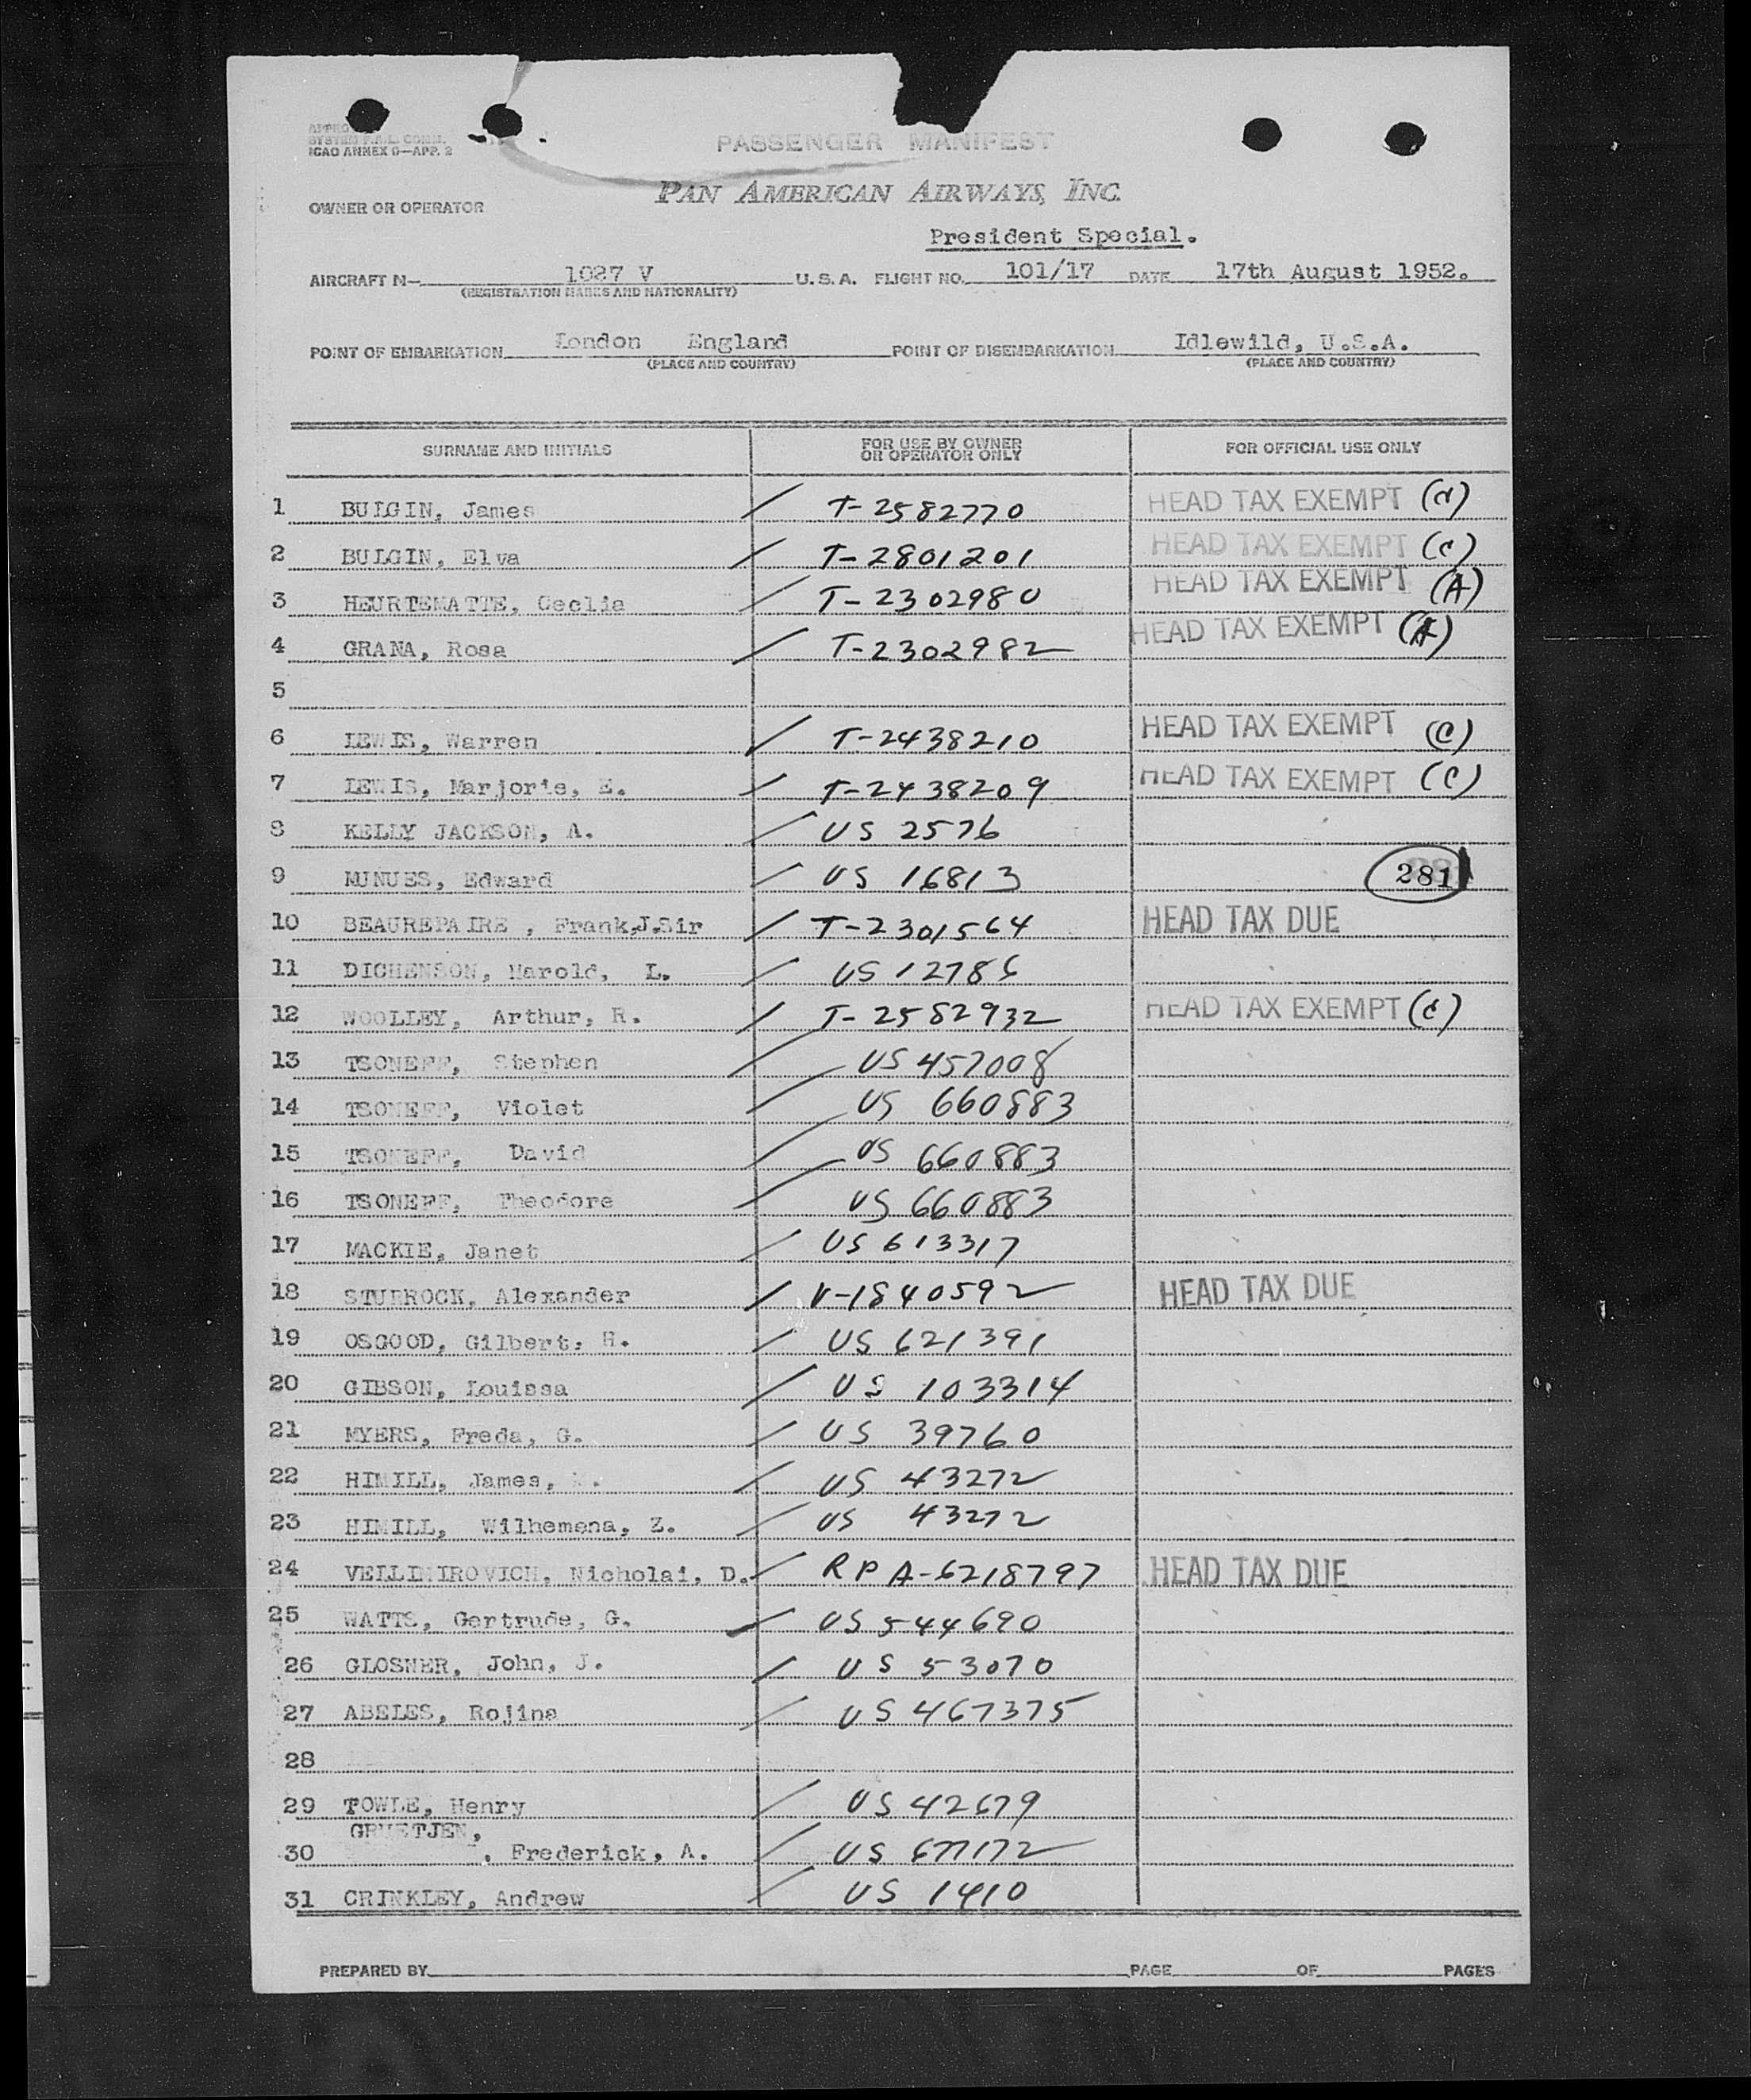 SYSTEM F.A.L. COMM.
ICAO ANNEX 9—APP. 2
PASSENGER MANIFEST
PAN AMERICAN AIRWAYS, INC.
OWNER OR OPERATOR
President Special.
AIRCRAFT N— 1027 V U.S.A. FLIGHT NO. 101/17 DATE 17th August 1952.
(REGISTRATION MARKS AND NATIONALITY)
POINT OF EMBARKATION London England POINT OF DISEMBARKATION Idlewild, U.S.A.
(PLACE AND COUNTRY) (PLACE AND COUNTRY)
SURNAME AND INITIALS FOR USE BY OWNER OR OPERATOR ONLY FOR OFFICIAL USE ONLY
1 BULGIN, James / T-2582770 HEAD TAX EXEMPT (c)
2 BULGIN, Elva / T-2801201 HEAD TAX EXEMPT (c)
3 HEURTEMATTE, Ceclia / T-2302980 HEAD TAX EXEMPT (A)
4 GRANA, Rosa / T-2302982 HEAD TAX EXEMPT (A)
5
6 LEWIS, Warren / T-2438210 HEAD TAX EXEMPT (C)
7 LEWIS, Marjorie, E. / T-2438209 HEAD TAX EXEMPT (C)
8 KELLY JACKSON, A. / US 2576
9 MUNUES, Edward / US 16813 281
10 BEAUREPAIRE , Frank,J.Sir / T-2301564 HEAD TAX DUE
11 DICHENSON, Harold, L. / US 12786
12 WOOLLEY, Arthur, R. / T-2582932 HEAD TAX EXEMPT (c)
13 TSONEFF, Stephen / US 457008
14 TSONEFF, Violet / US 660883
15 TSONEFF, David / US 660883
16 TSONEFF, Theodore / US 660883
17 MACKIE, Janet / US 613317
18 STURROCK, Alexander / V-1840592 HEAD TAX DUE
19 OSGOOD, Gilbert, H. / US 621391
20 GIBSON, Louissa / US 103314
21 MYERS, Freda, G. / US 39760
22 HIMILL, James, / US 43272
23 HIMILL, Wilhemena, Z. / US 43272
24 VELLIMIROVICH, Nicholai, D. / RP A-6218797 HEAD TAX DUE
25 WATTS, Gertrude, G. / US 544690
26 GLOSNER, John, J. / US 53070
27 ABELES, Rojina / US 467375
28
29 TOWLE, Henry / US 42679
GRUETJEN,
30 , Frederick, A. / US 677172
31 CRINKLEY, Andrew / US 1410
PREPARED BY PAGE OF PAGES